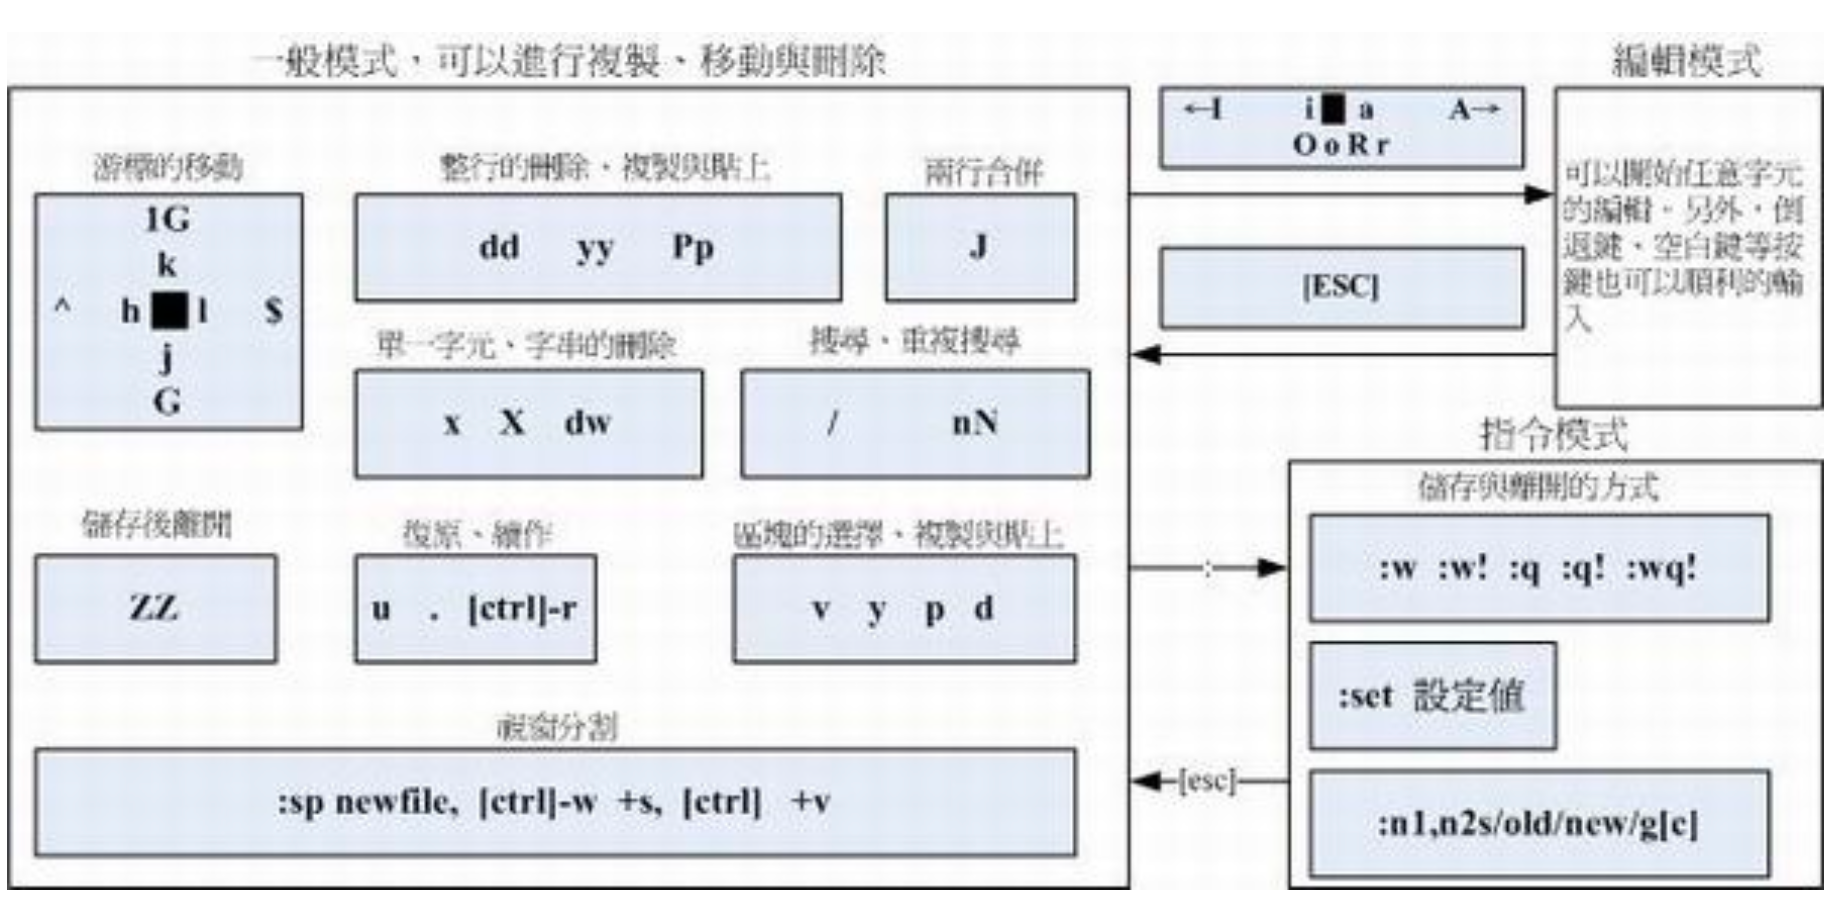 一般模式，可以進行複製、移動與刪除
游標的移動
1G
k
^ h l $
j
G
整行的刪除、複製與貼上
dd yy Pp
兩行合併
J
單一字元、字串的刪除
x X dw
搜尋、重複搜尋
/ nN
儲存後離開
ZZ
復原、續作
u . [ctrl]-r
區塊的選擇、複製與貼上
v y p d
視窗分割
:sp newfile, [ctrl]-w +s, [ctrl] +v
←I i a A→
O o R r
[ESC]
編輯模式
可以開始任意字元
的編輯。另外，倒
退鍵、空白鍵等按
鍵也可以順利的輸
入
:
[esc]
指令模式
儲存與離開的方式
:w :w! :q :q! :wq!
:set 設定值
:n1,n2s/old/new/g[c]